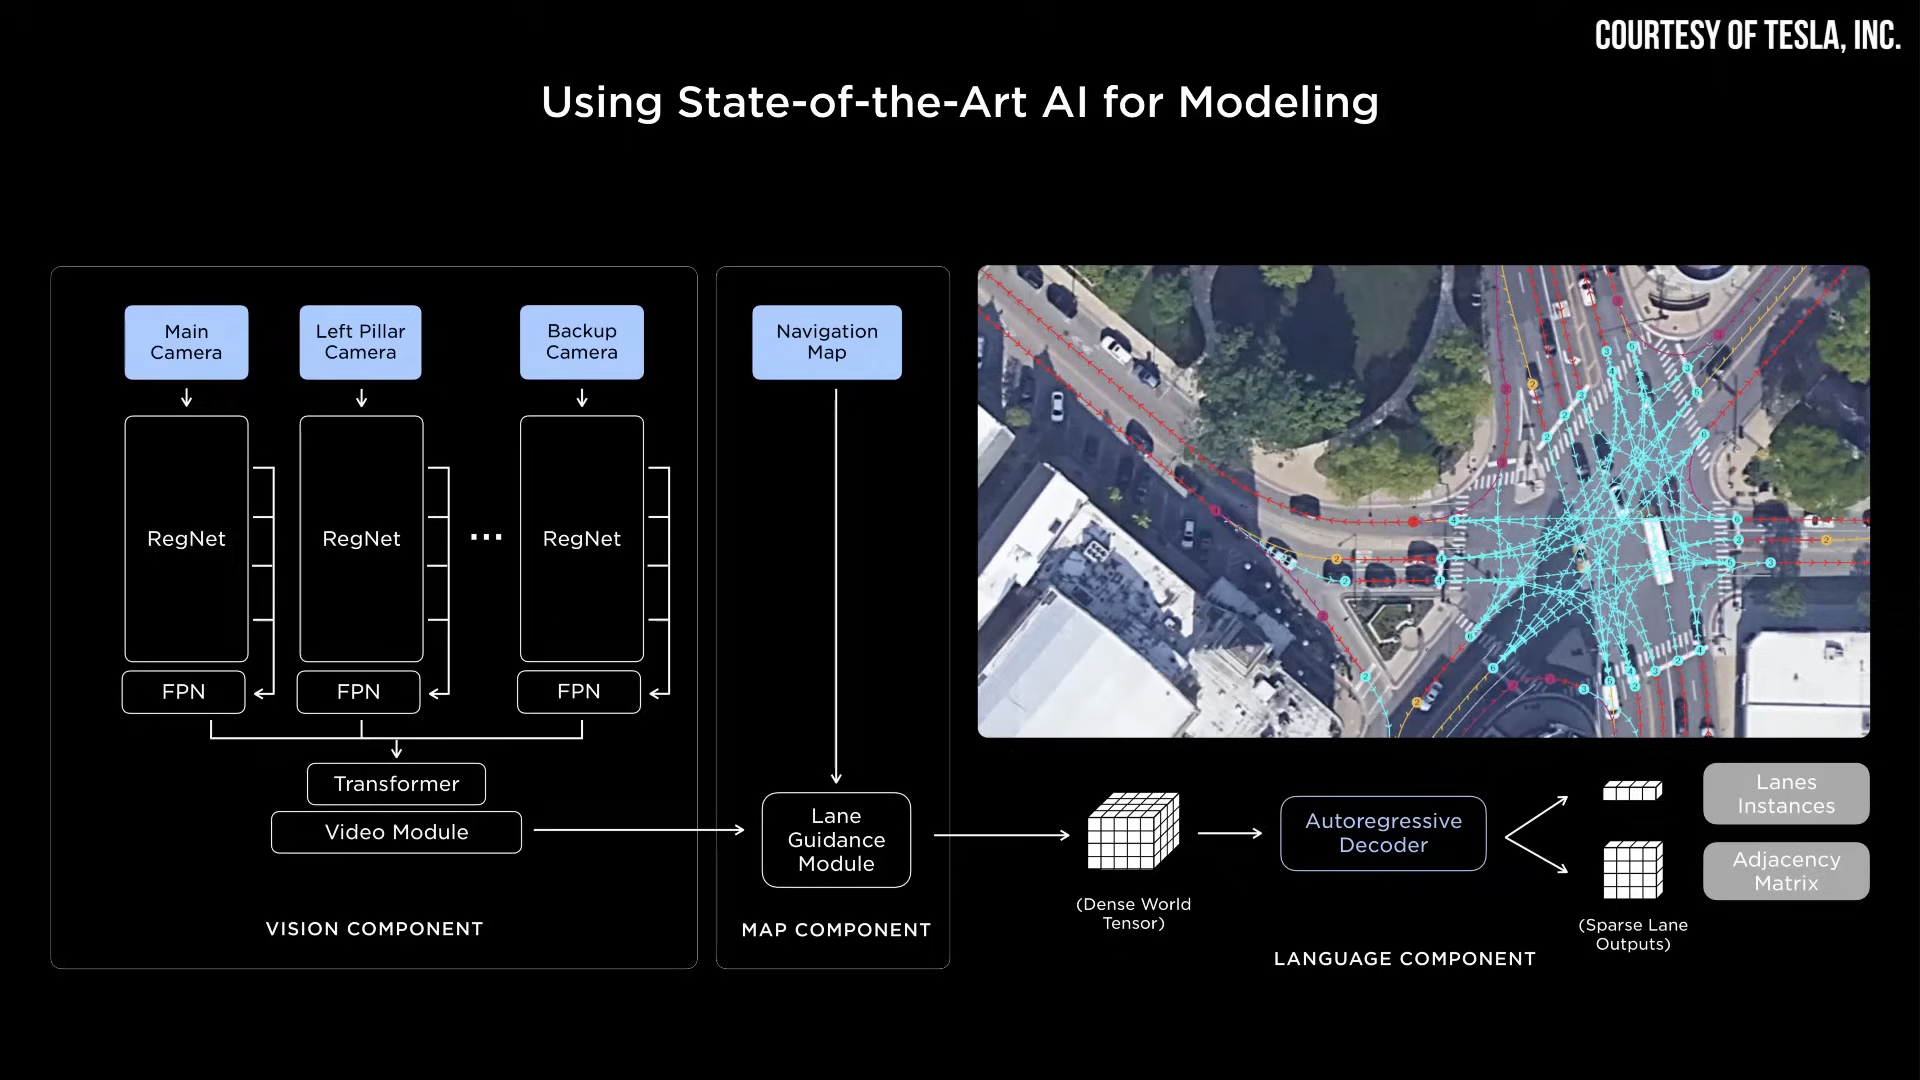 COURTESY OF TESLA, INC.
Using State-of-the-Art AI for Modeling
Main
Camera
Left Pillar
Camera
Backup
Camera
RegNet
RegNet
...
RegNet
FPN
FPN
FPN
Transformer
Video Module
VISION COMPONENT
Navigation
Map
Lane
Guidance
Module
MAP COMPONENT
(Dense World
Tensor)
Autoregressive
Decoder
LANGUAGE COMPONENT
(Sparse Lane
Outputs)
Lanes
Instances
Adjacency
Matrix